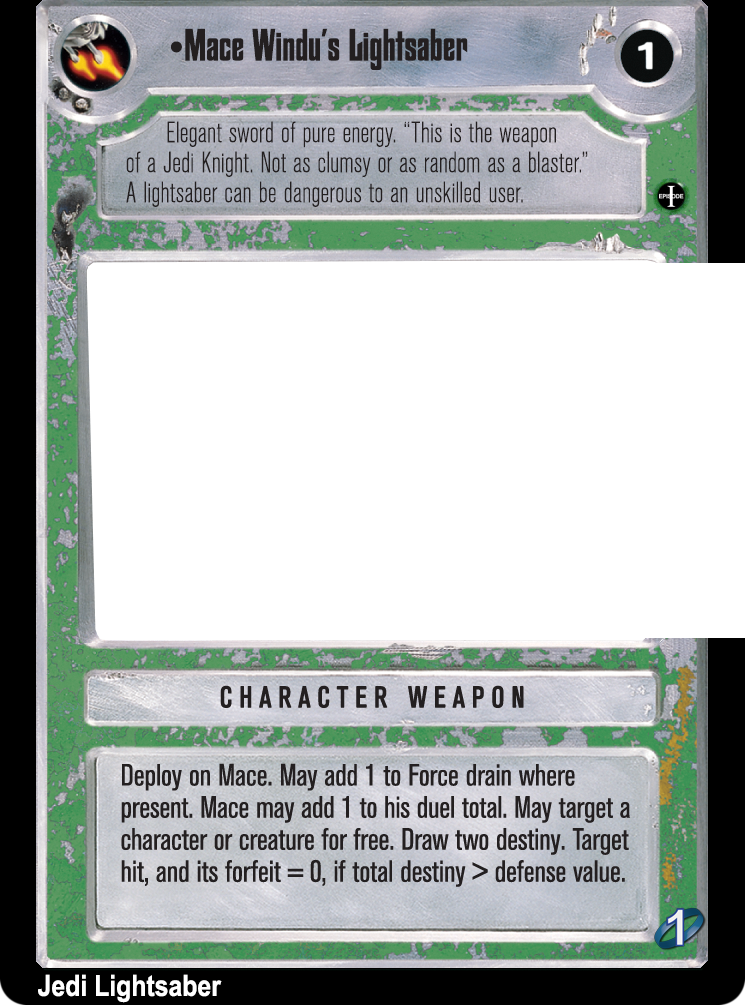 •Mace Windu's Lightsaber
1
Elegant sword of pure energy. “This is the weapon
of a Jedi Knight. Not as clumsy or as random as a blaster.”
A lightsaber can be dangerous to an unskilled user.
EPISODE
I
CHARACTER WEAPON
Deploy on Mace. May add 1 to Force drain where
present. Mace may add 1 to his duel total. May target a
character or creature for free. Draw two destiny. Target
hit, and its forfeit = 0, if total destiny > defense value.
1
Jedi Lightsaber